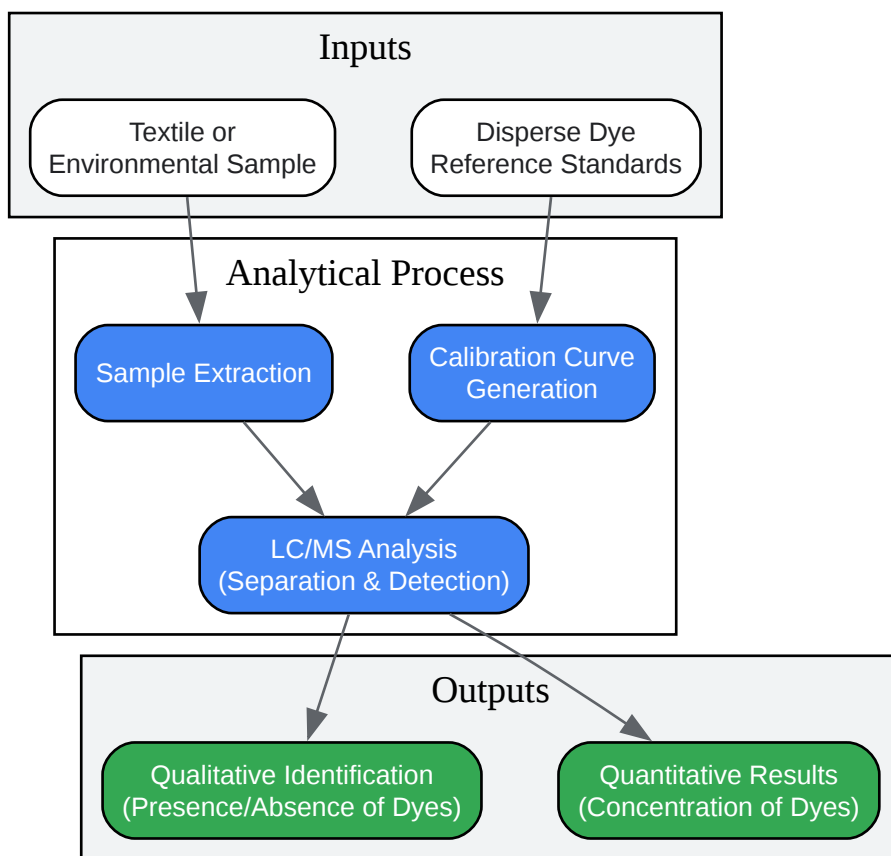 Inputs
Textile or
Environmental Sample
Disperse Dye
Reference Standards
Analytical Process
Sample Extraction
Calibration Curve
Generation
LC/MS Analysis
(Separation & Detection)
Outputs
Qualitative Identification
(Presence/Absence of Dyes)
Quantitative Results
(Concentration of Dyes)